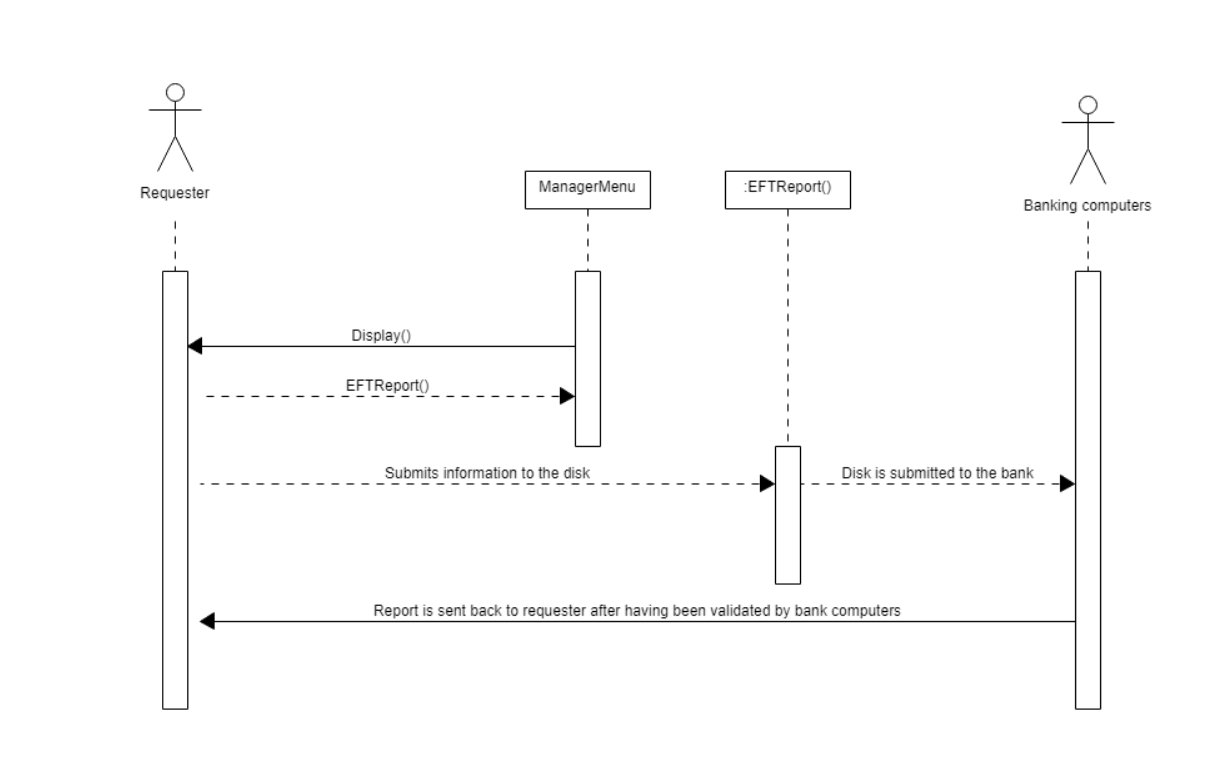 Requester
ManagerMenu
:EFTReport()
Banking computers
Display()
EFTReport()
Submits information to the disk
Disk is submitted to the bank
Report is sent back to requester after having been validated by bank computers